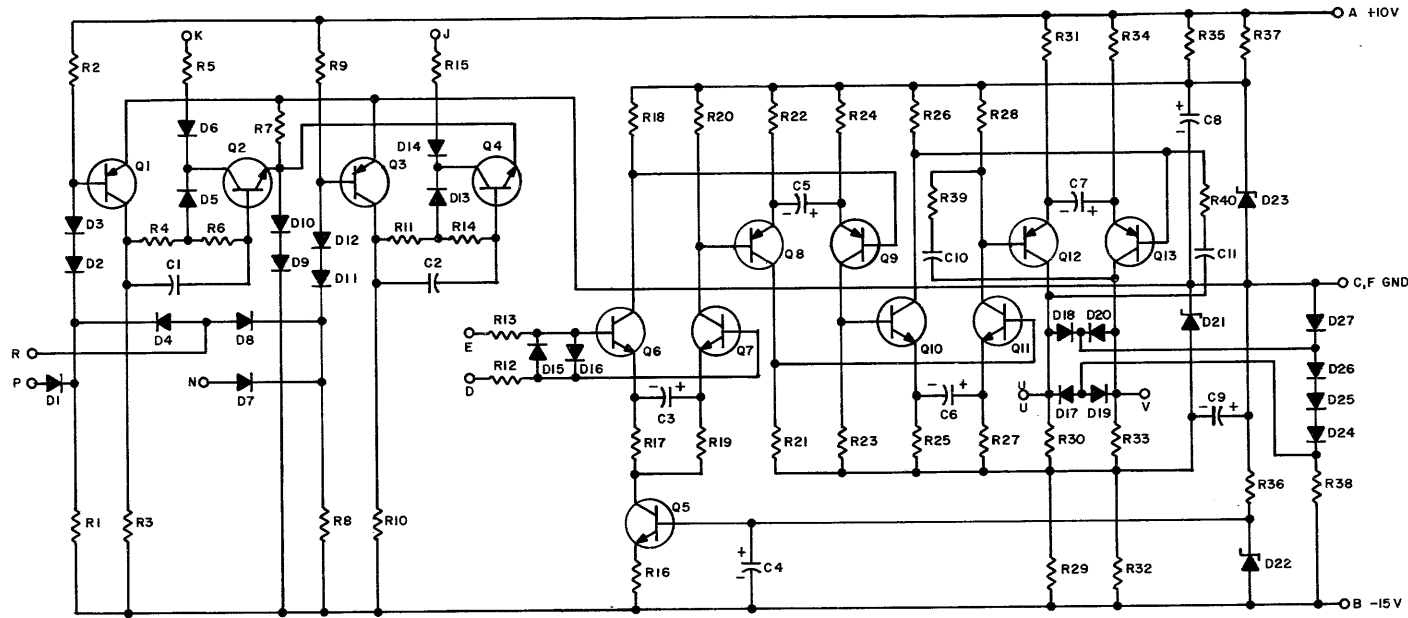 A +10V
K
J
R2
R5
R9
R15
R31
R34
R35
R37
D6
R7
R18
R20
R22
R24
R26
R28
C8
+
-
Q1
Q2
D14
Q3
Q4
D5
D13
C5
- +
R39
C7
- +
R40
D23
D3
R4
R6
D10
D12
R11
R14
Q8
Q9
Q12
Q13
D2
C1
D9
D11
C2
C10
C11
C,F GND
D4
D8
E
R13
Q6
Q7
Q10
Q11
D18
D20
D21
D27
R
D15
D16
P
D1
N
D7
D
R12
D26
- +
C3
- +
C6
U
U
D17
D19
V
C9
- +
D25
R17
R19
R21
R23
R25
R27
R30
R33
D24
R36
R38
R1
R3
R8
R10
Q5
R16
+
-
C4
R29
R32
D22
B -15V